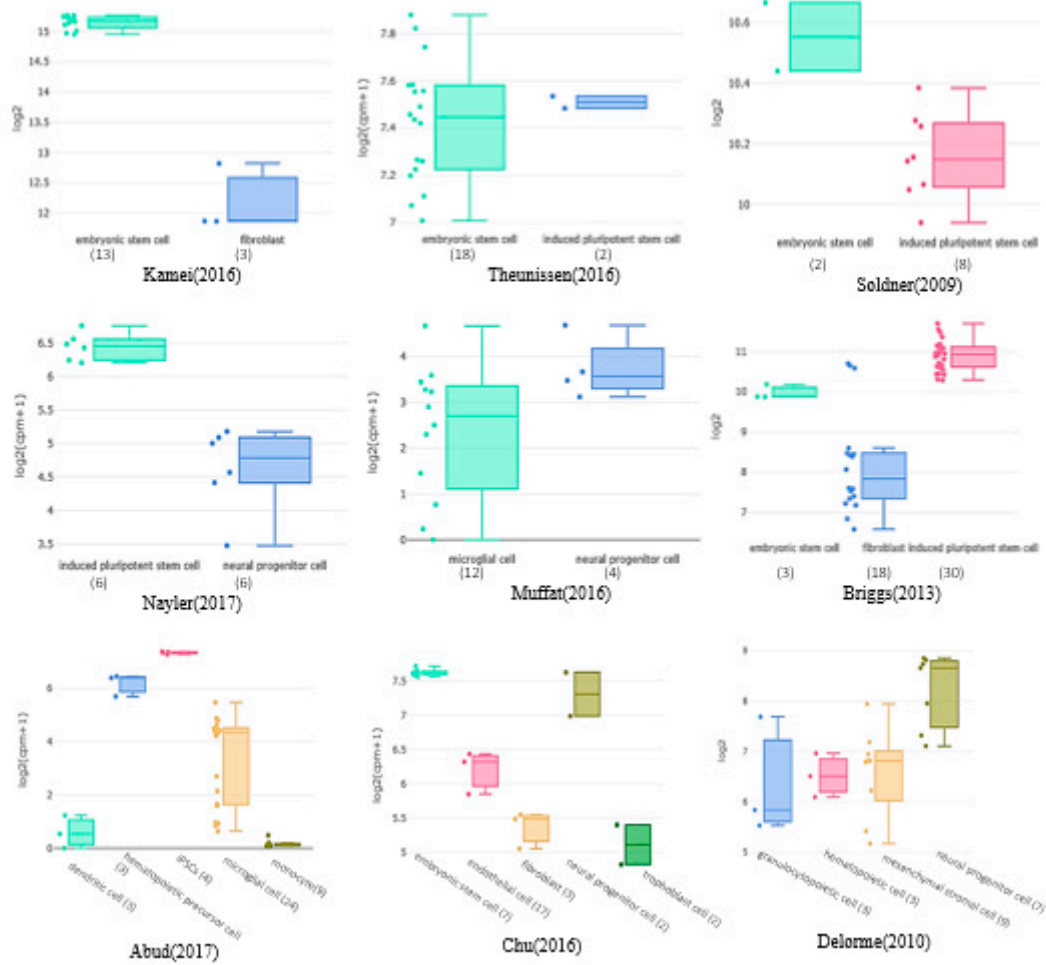 15
14.5
14
13.5
13
12.5
12
log2
embryonic stem cell
fibroblast
(13)
(3)
Kamei(2016)
7.8
7.6
7.4
7.2
7
log2(cpm+1)
embryonic stem cell
induced pluripotent stem cell
(18)
(2)
Theunissen(2016)
10.6
10.4
10.2
10
log2
embryonic stem cell
induced pluripotent stem cell
(2)
(8)
Soldner(2009)
6.5
6
5.5
5
4.5
4
3.5
log2(cpm+1)
induced pluripotent stem cell
neural progenitor cell
(6)
(6)
Nayler(2017)
4
3
2
1
0
log2(cpm+1)
microglial cell
neural progenitor cell
(12)
(4)
Muffat(2016)
11
10
9
8
7
log2
embryonic stem cell
fibroblast
induced pluripotent stem cell
(3)
(18)
(30)
Briggs(2013)
6
4
2
0
log2(cpm+1)
dendritic cell (3)
hematopoietic precursor cell
(3)
iPSCs (4)
microglial cell (24)
monocyte(9)
Abud(2017)
7.5
7
6.5
6
5.5
5
log2(cpm+1)
embryonic stem cell (7)
endothelial cell (17)
fibroblast (3)
neural progenitor cell (2)
trophoblast cell (2)
Chu(2016)
9
8
7
6
5
log2
granulocytopoietic cell (3)
hematopoietic cell (3)
mesenchymal stromal cell (9)
neural progenitor cell (7)
Delorme(2010)